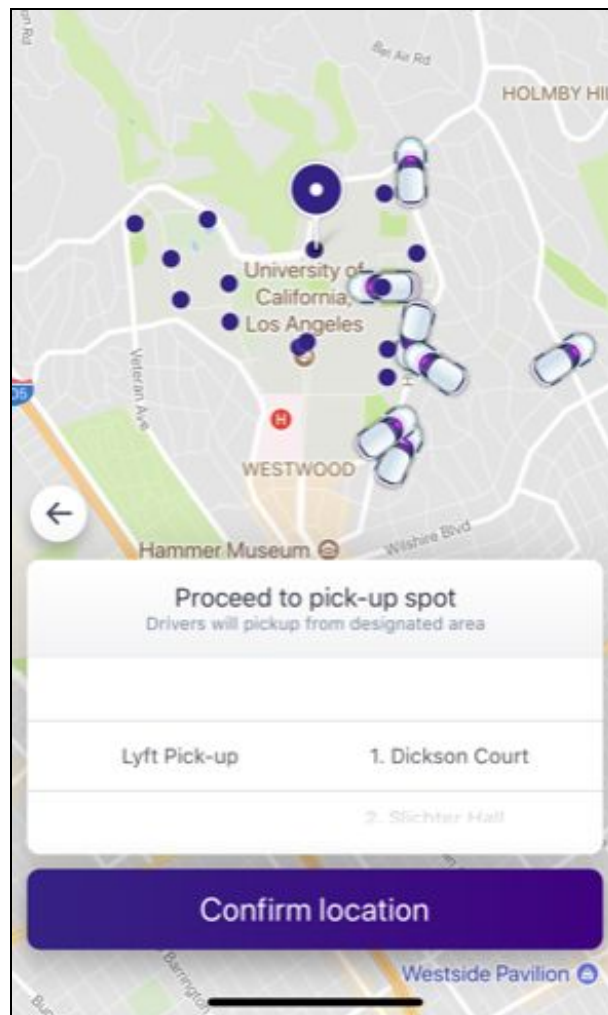 Bel Air Rd
HOLMBY HI
University of
California,
Los Angeles
Veteran Ave
05
H
H
WESTWOOD
Wilshire Blvd
Hammer Museum
Proceed to pick-up spot
Drivers will pickup from designated area
Lyft Pick-up
1. Dickson Court
2. Slichter Hall
Confirm location
Barrington
Westside Pavilion